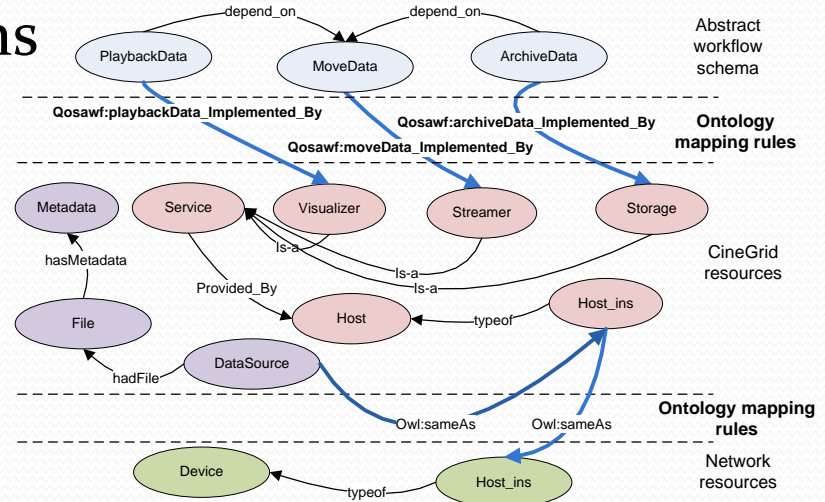 ns
depend_on
depend_on
PlaybackData
MoveData
ArchiveData
Abstract
workflow
schema
Qosawf:playbackData_Implemented_By
Qosawf:moveData_Implemented_By
Qosawf:archiveData_Implemented_By
Ontology
mapping rules
Metadata
Service
Visualizer
Streamer
Storage
Is-a
Is-a
Is-a
hasMetadata
Provided_By
CineGrid
resources
File
Host
typeof
Host_ins
hadFile
DataSource
Owl:sameAs
Owl:sameAs
Ontology mapping
rules
Device
typeof
Host_ins
Network
resources